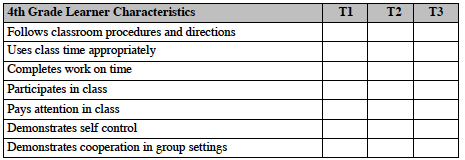 4th Grade Learner Characteristics T1 T2 T3
Follows classroom procedures and directions
Uses class time appropriately
Completes work on time
Participates in class
Pays attention in class
Demonstrates self control
Demonstrates cooperation in group settings